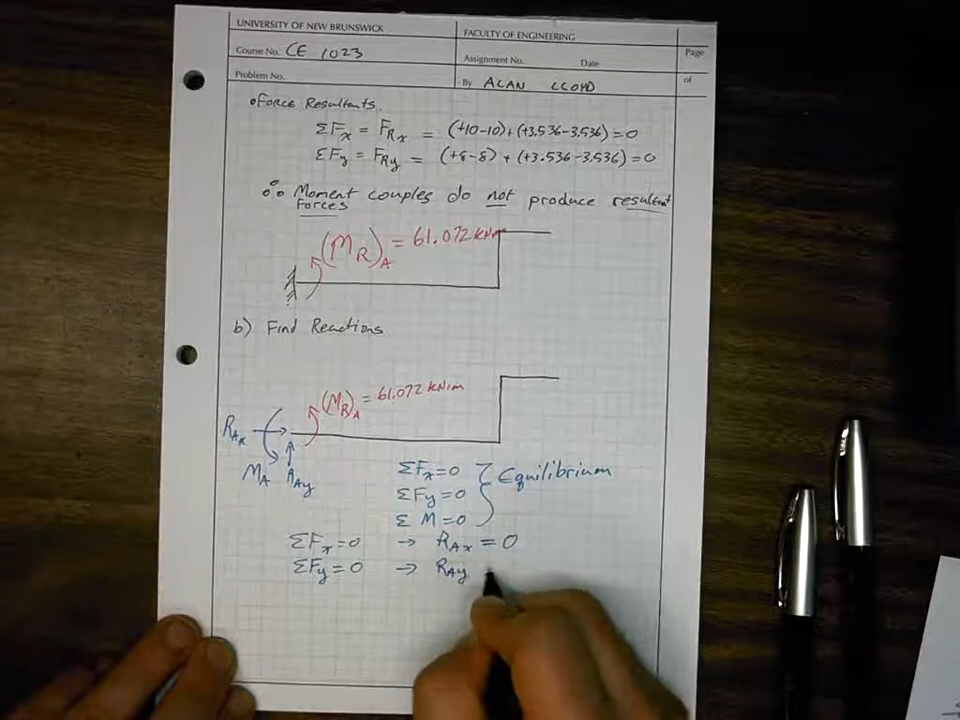 UNIVERSITY OF NEW BRUNSWICK
FACULTY OF ENGINEERING
Page
Course No. CE 1023
Assignment No. Date
of
Problem No.
By ALAN LLOYD
•Force Resultants.
ΣFx = FRx = (+10-10)+(+3.536-3.536)=0
ΣFy = FRy = (+8-8) + (+3.536-3.536)=0
∴ Moment couples do not produce resultant
forces
(MR)A = 61.072 kNm
b) Find Reactions
(MR)A = 61.072 kN·m
RAx
MA RAy
ΣFx=0 } Equilibrium
ΣFy=0
ΣM=0
ΣFx=0 → RAx = 0
ΣFy=0 → RAy